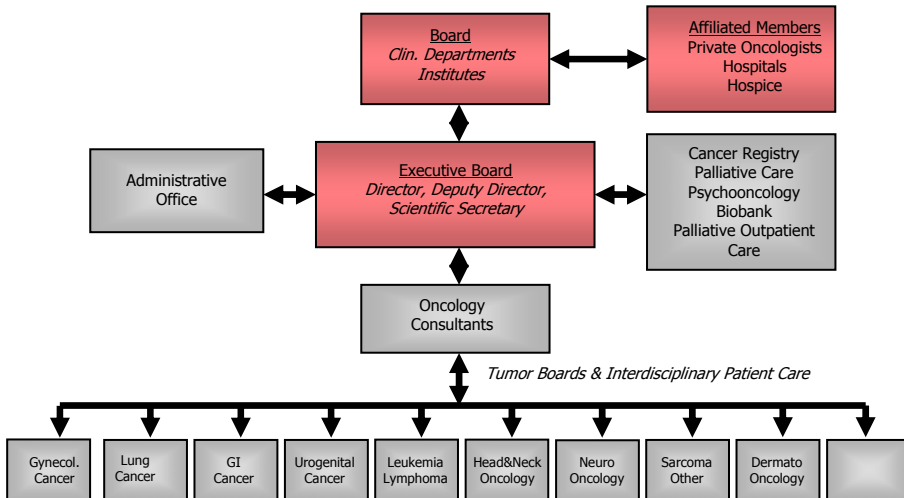 Board
Clin. Departments
Institutes
Affiliated Members
Private Oncologists
Hospitals
Hospice
Administrative
Office
Executive Board
Director, Deputy Director,
Scientific Secretary
Cancer Registry
Palliative Care
Psychooncology
Biobank
Palliative Outpatient
Care
Oncology
Consultants
Tumor Boards & Interdisciplinary Patient Care
Gynecol.
Cancer
Lung
Cancer
GI
Cancer
Urogenital
Cancer
Leukemia
Lymphoma
Head&Neck
Oncology
Neuro
Oncology
Sarcoma
Other
Dermato
Oncology